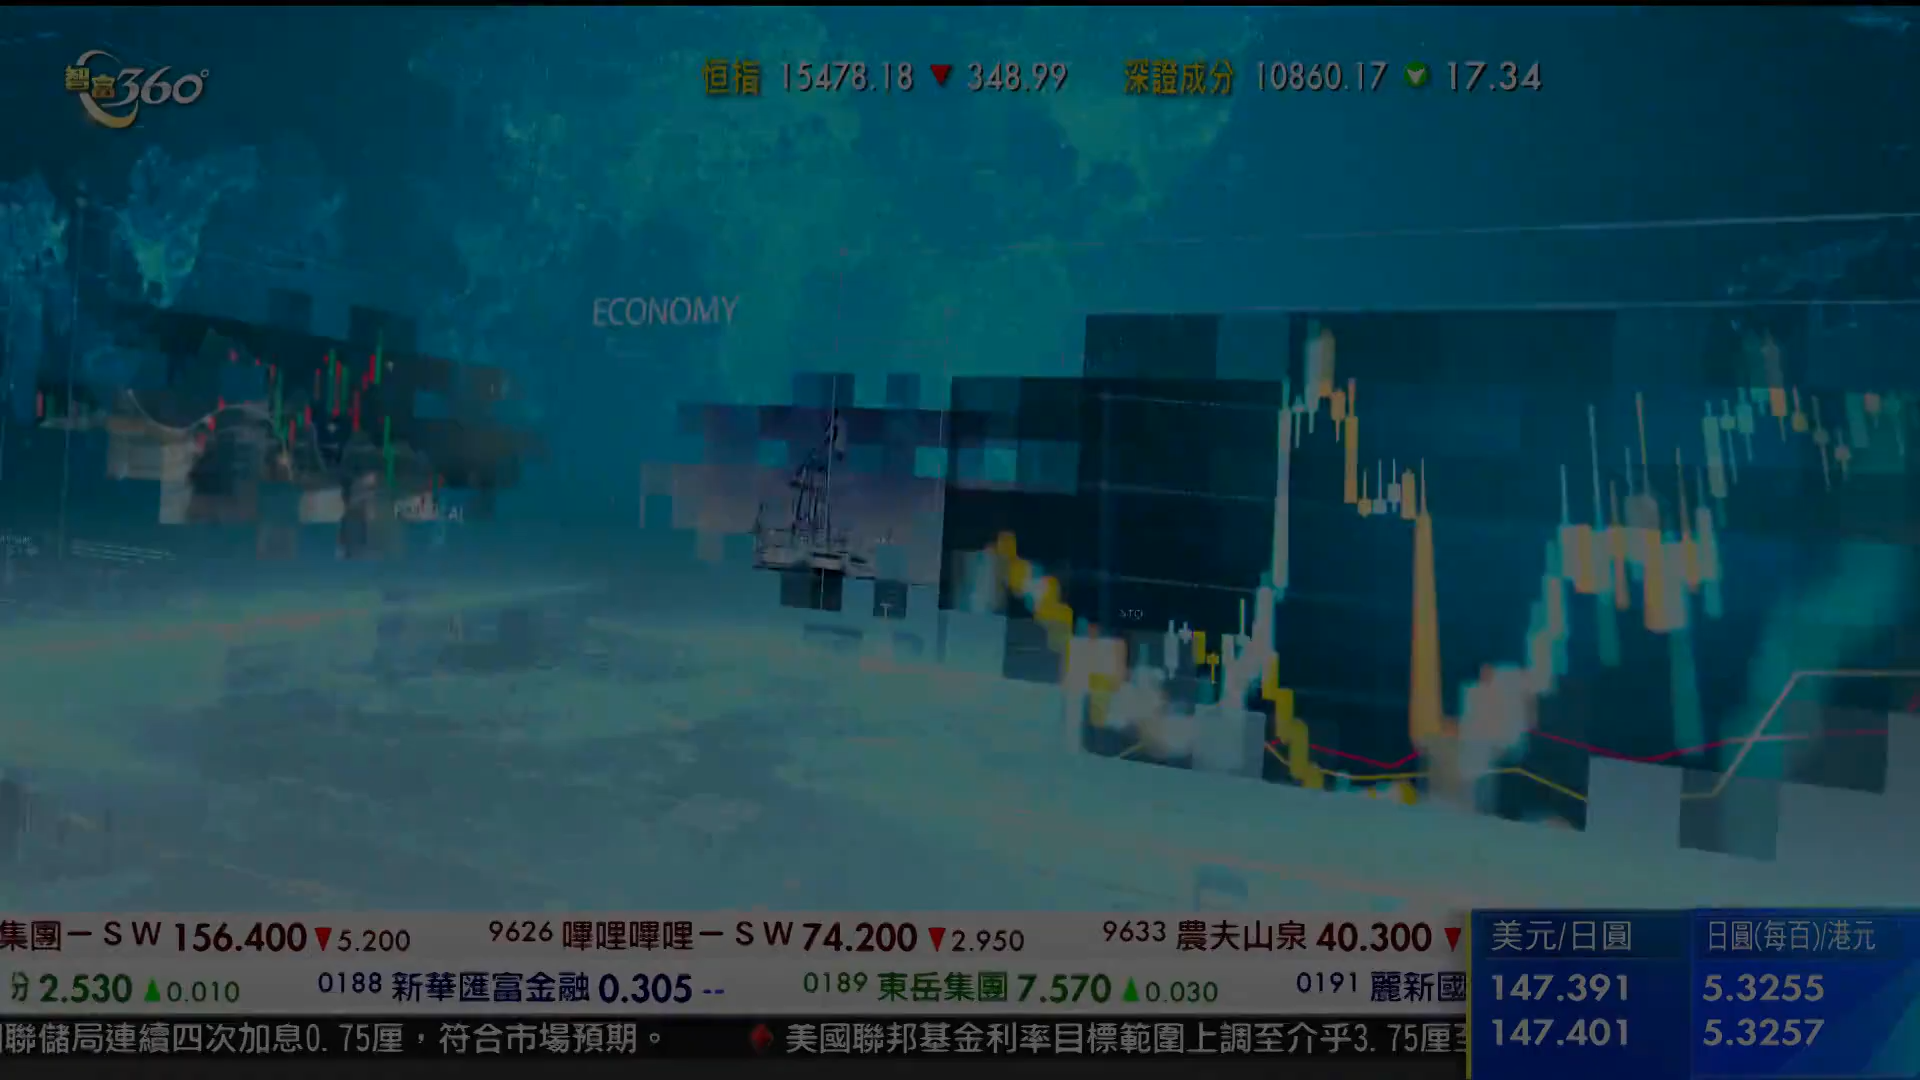 智富360°
恒指 15478.18 ▼ 348.99 深證成分 10860.17 17.34
ECONOMY
集團－ＳＷ 156.400 ▼5.200 9626 嗶哩嗶哩－ＳＷ 74.200 ▼2.950 9633 農夫山泉 40.300 ▼
2.530 ▲0.010 0188 新華匯富金融 0.305 -- 0189 東岳集團 7.570 ▲0.030 0191 麗新國
聯儲局連續四次加息0.75厘，符合市場預期。 ◆ 美國聯邦基金利率目標範圍上調至介乎3.75厘至
美元/日圓 日圓(每百)/港元
147.391 5.3255
147.401 5.3257